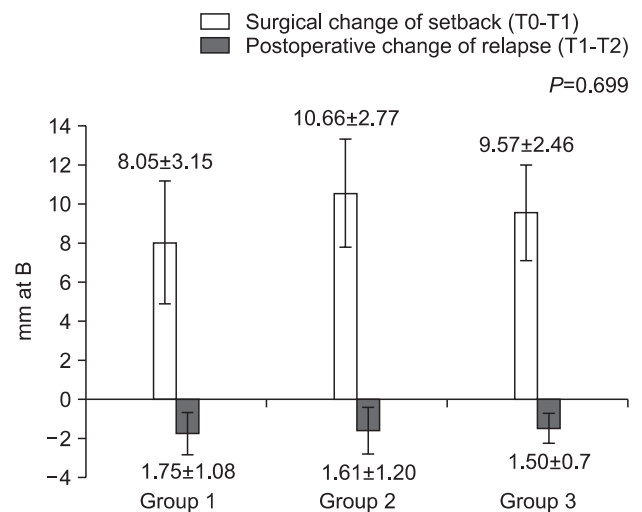 Surgical change of setback (T0-T1)
Postoperative change of relapse (T1-T2)
P=0.699
14
12
10
8
6
4
2
0
−2
−4
mm at B
8.05±3.15
10.66±2.77
9.57±2.46
1.75±1.08
1.61±1.20
1.50±0.7
Group 1
Group 2
Group 3